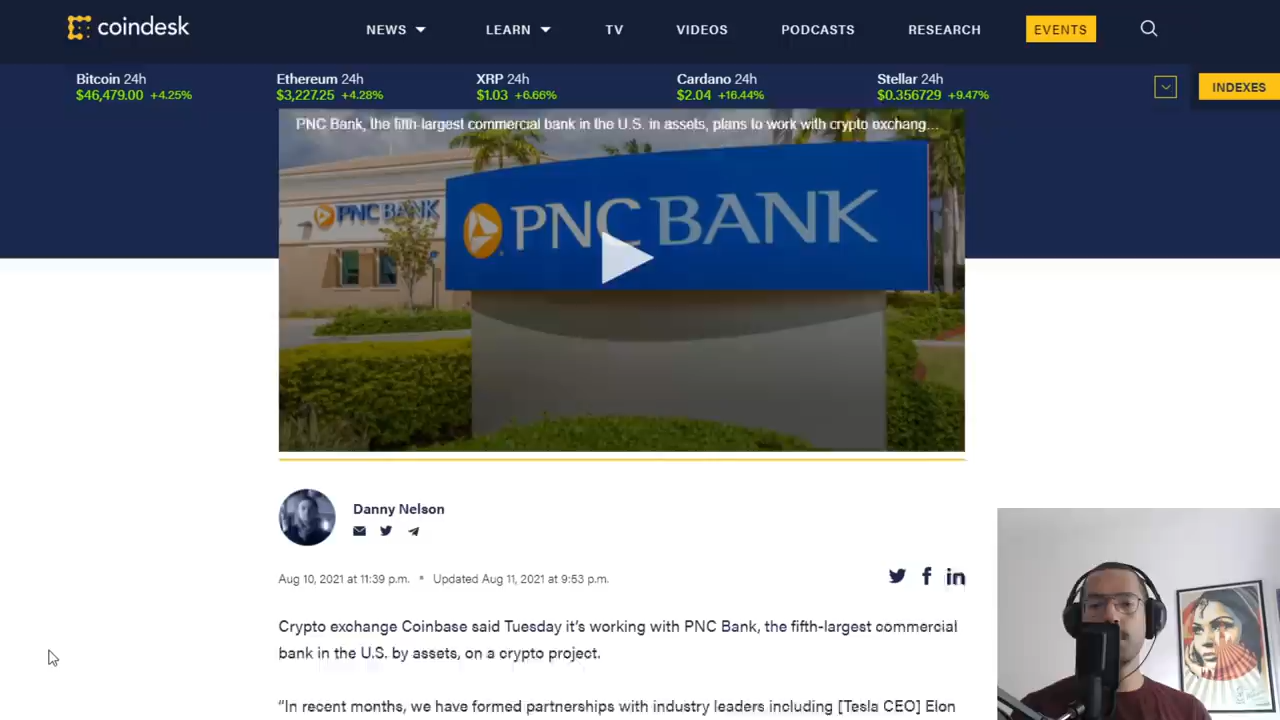 coindesk
NEWS LEARN TV VIDEOS PODCASTS RESEARCH EVENTS
Bitcoin 24h Ethereum 24h XRP 24h Cardano 24h Stellar 24h
$46,479.00 +4.25% $3,227.25 +4.28% $1.03 +6.66% $2.04 +16.44% $0.356729 +9.47%
INDEXES
PNC Bank, the fifth-largest commercial bank in the U.S. in assets, plans to work with crypto exchang...
PNC BANK
PNC BANK
Danny Nelson
Aug 10, 2021 at 11:39 p.m. • Updated Aug 11, 2021 at 9:53 p.m.
Crypto exchange Coinbase said Tuesday it's working with PNC Bank, the fifth-largest commercial
bank in the U.S. by assets, on a crypto project.
“In recent months, we have formed partnerships with industry leaders including [Tesla CEO] Elon